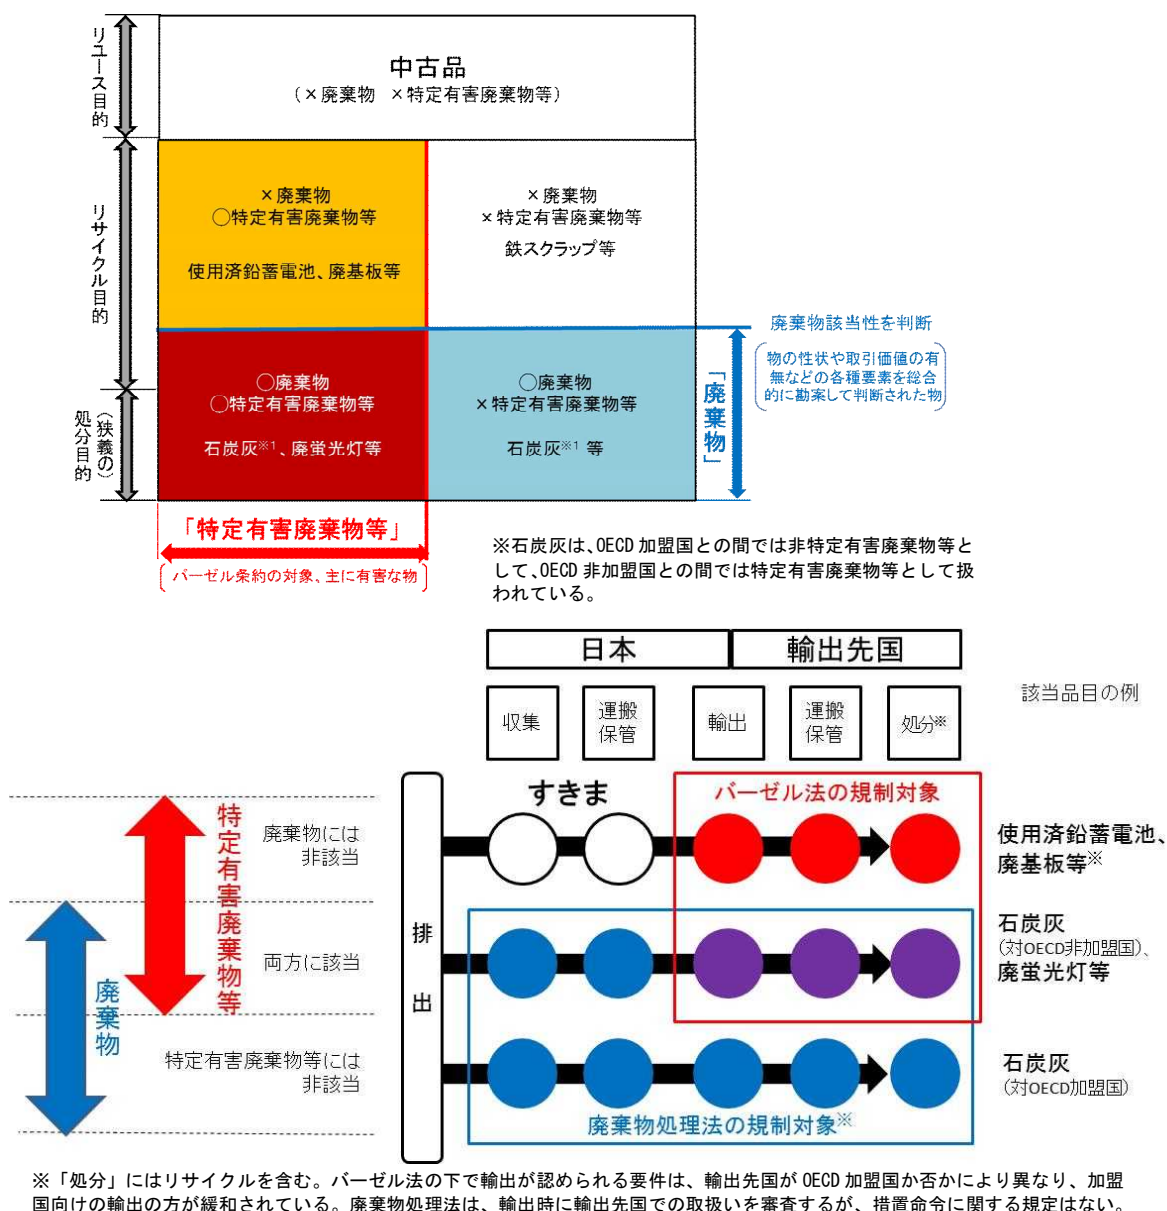 リユース目的
中古品
（×廃棄物　×特定有害廃棄物等）
リサイクル目的
×廃棄物
○特定有害廃棄物等
使用済鉛蓄電池、廃基板等
×廃棄物
×特定有害廃棄物等
鉄スクラップ等
（狭義の）
処分目的
○廃棄物
○特定有害廃棄物等
石炭灰※1、廃蛍光灯等
○廃棄物
×特定有害廃棄物等
石炭灰※1 等
「廃棄物」
廃棄物該当性を判断
物の性状や取引価値の有
無などの各種要素を総合
的に勘案して判断された物
「特定有害廃棄物等」
バーゼル条約の対象、主に有害な物
※石炭灰は、OECD 加盟国との間では非特定有害廃棄物等と
して、OECD 非加盟国との間では特定有害廃棄物等として扱
われている。
日本
輸出先国
収集
運搬
保管
輸出
運搬
保管
処分※
該当品目の例
特定有害廃棄物等
廃棄物
廃棄物には
非該当
両方に該当
特定有害廃棄物等には
非該当
排出
すきま
バーゼル法の規制対象
使用済鉛蓄電池、
廃基板等※
石炭灰
（対OECD非加盟国）、
廃蛍光灯等
石炭灰
（対OECD加盟国）
廃棄物処理法の規制対象※
※「処分」にはリサイクルを含む。バーゼル法の下で輸出が認められる要件は、輸出先国が OECD 加盟国か否かにより異なり、加盟
国向けの輸出の方が緩和されている。廃棄物処理法は、輸出時に輸出先国での取扱いを審査するが、措置命令に関する規定はない。